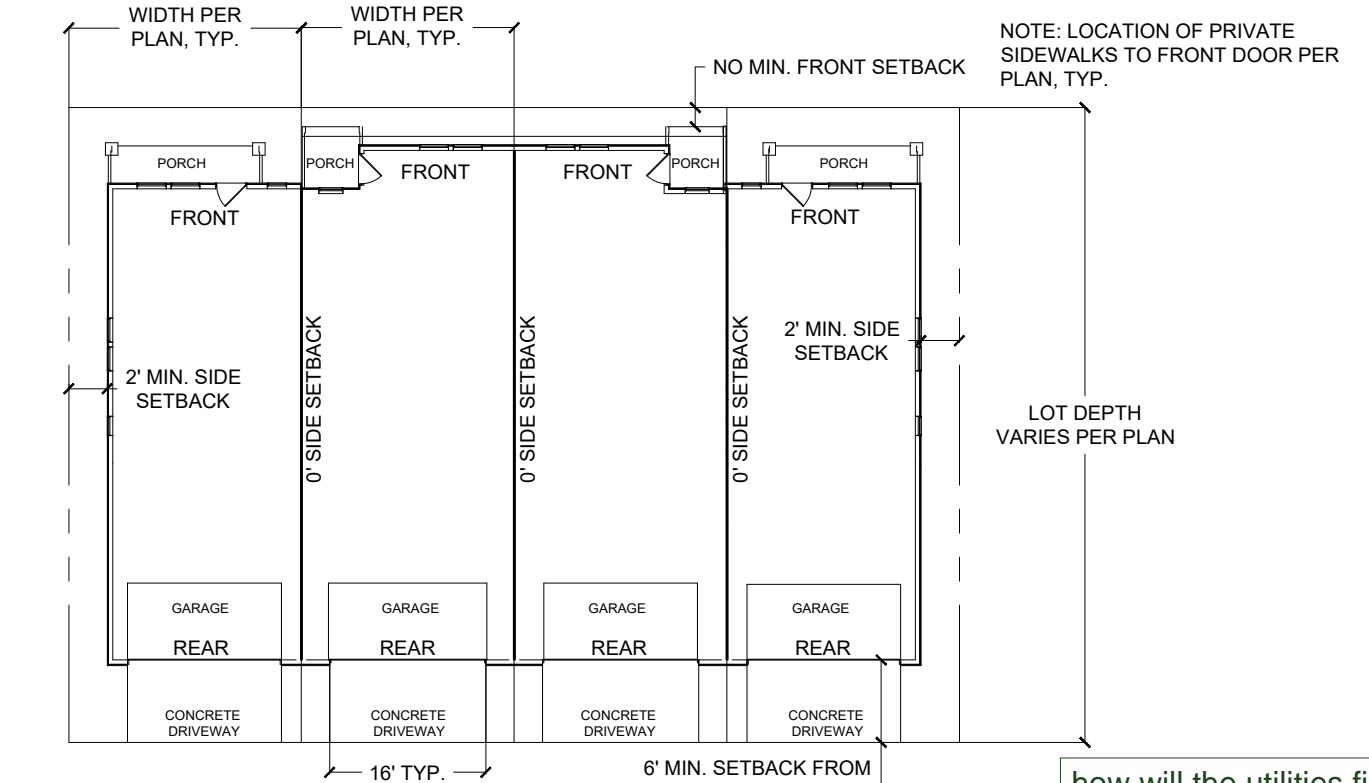 WIDTH PER
PLAN, TYP.
WIDTH PER
PLAN, TYP.
NOTE: LOCATION OF PRIVATE
SIDEWALKS TO FRONT DOOR PER
PLAN, TYP.
NO MIN. FRONT SETBACK
PORCH
PORCH
PORCH
PORCH
FRONT
FRONT
FRONT
FRONT
0' SIDE SETBACK
0' SIDE SETBACK
0' SIDE SETBACK
2' MIN. SIDE
SETBACK
2' MIN. SIDE
SETBACK
LOT DEPTH
VARIES PER PLAN
GARAGE
GARAGE
GARAGE
GARAGE
REAR
REAR
REAR
REAR
CONCRETE
DRIVEWAY
CONCRETE
DRIVEWAY
CONCRETE
DRIVEWAY
CONCRETE
DRIVEWAY
16' TYP.
6' MIN. SETBACK FROM
how will the utilities